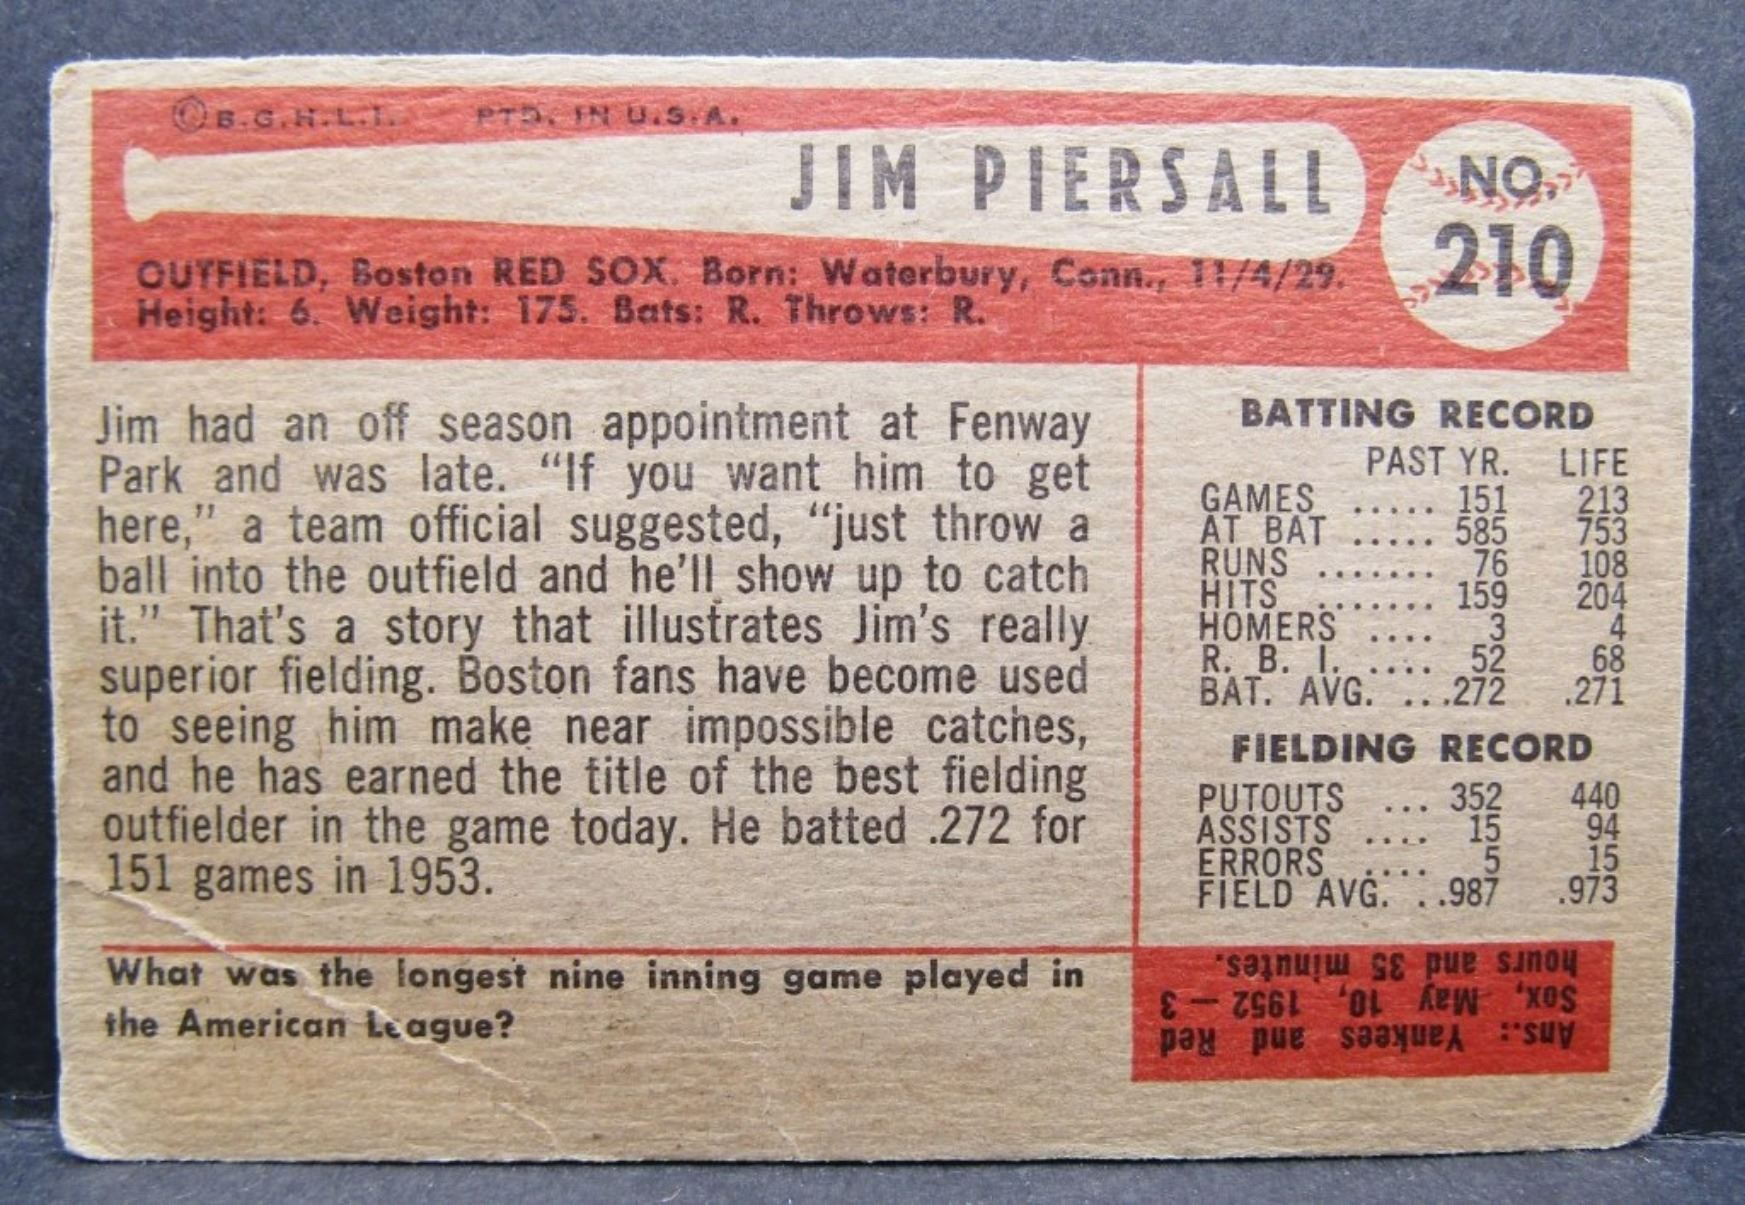 ©B.G.H.L.I. PTD. IN U.S.A.
JIM PIERSALL
NO.
210
OUTFIELD, Boston RED SOX. Born: Waterbury, Conn., 11/4/29.
Height: 6. Weight: 175. Bats: R. Throws: R.
Jim had an off season appointment at Fenway
Park and was late. “If you want him to get
here,” a team official suggested, “just throw a
ball into the outfield and he'll show up to catch
it.” That's a story that illustrates Jim's really
superior fielding. Boston fans have become used
to seeing him make near impossible catches,
and he has earned the title of the best fielding
outfielder in the game today. He batted .272 for
151 games in 1953.
BATTING RECORD
PAST YR. LIFE
GAMES ..... 151 213
AT BAT ..... 585 753
RUNS ....... 76 108
HITS ....... 159 204
HOMERS .... 3 4
R. B. I. .... 52 68
BAT. AVG. ...272 .271
FIELDING RECORD
PUTOUTS ... 352 440
ASSISTS .... 15 94
ERRORS .... 5 15
FIELD AVG. ..987 .973
What was the longest nine inning game played in
the American League?
Ans.: Yankees and Red
Sox, May 10, 1952 — 3
hours and 35 minutes.